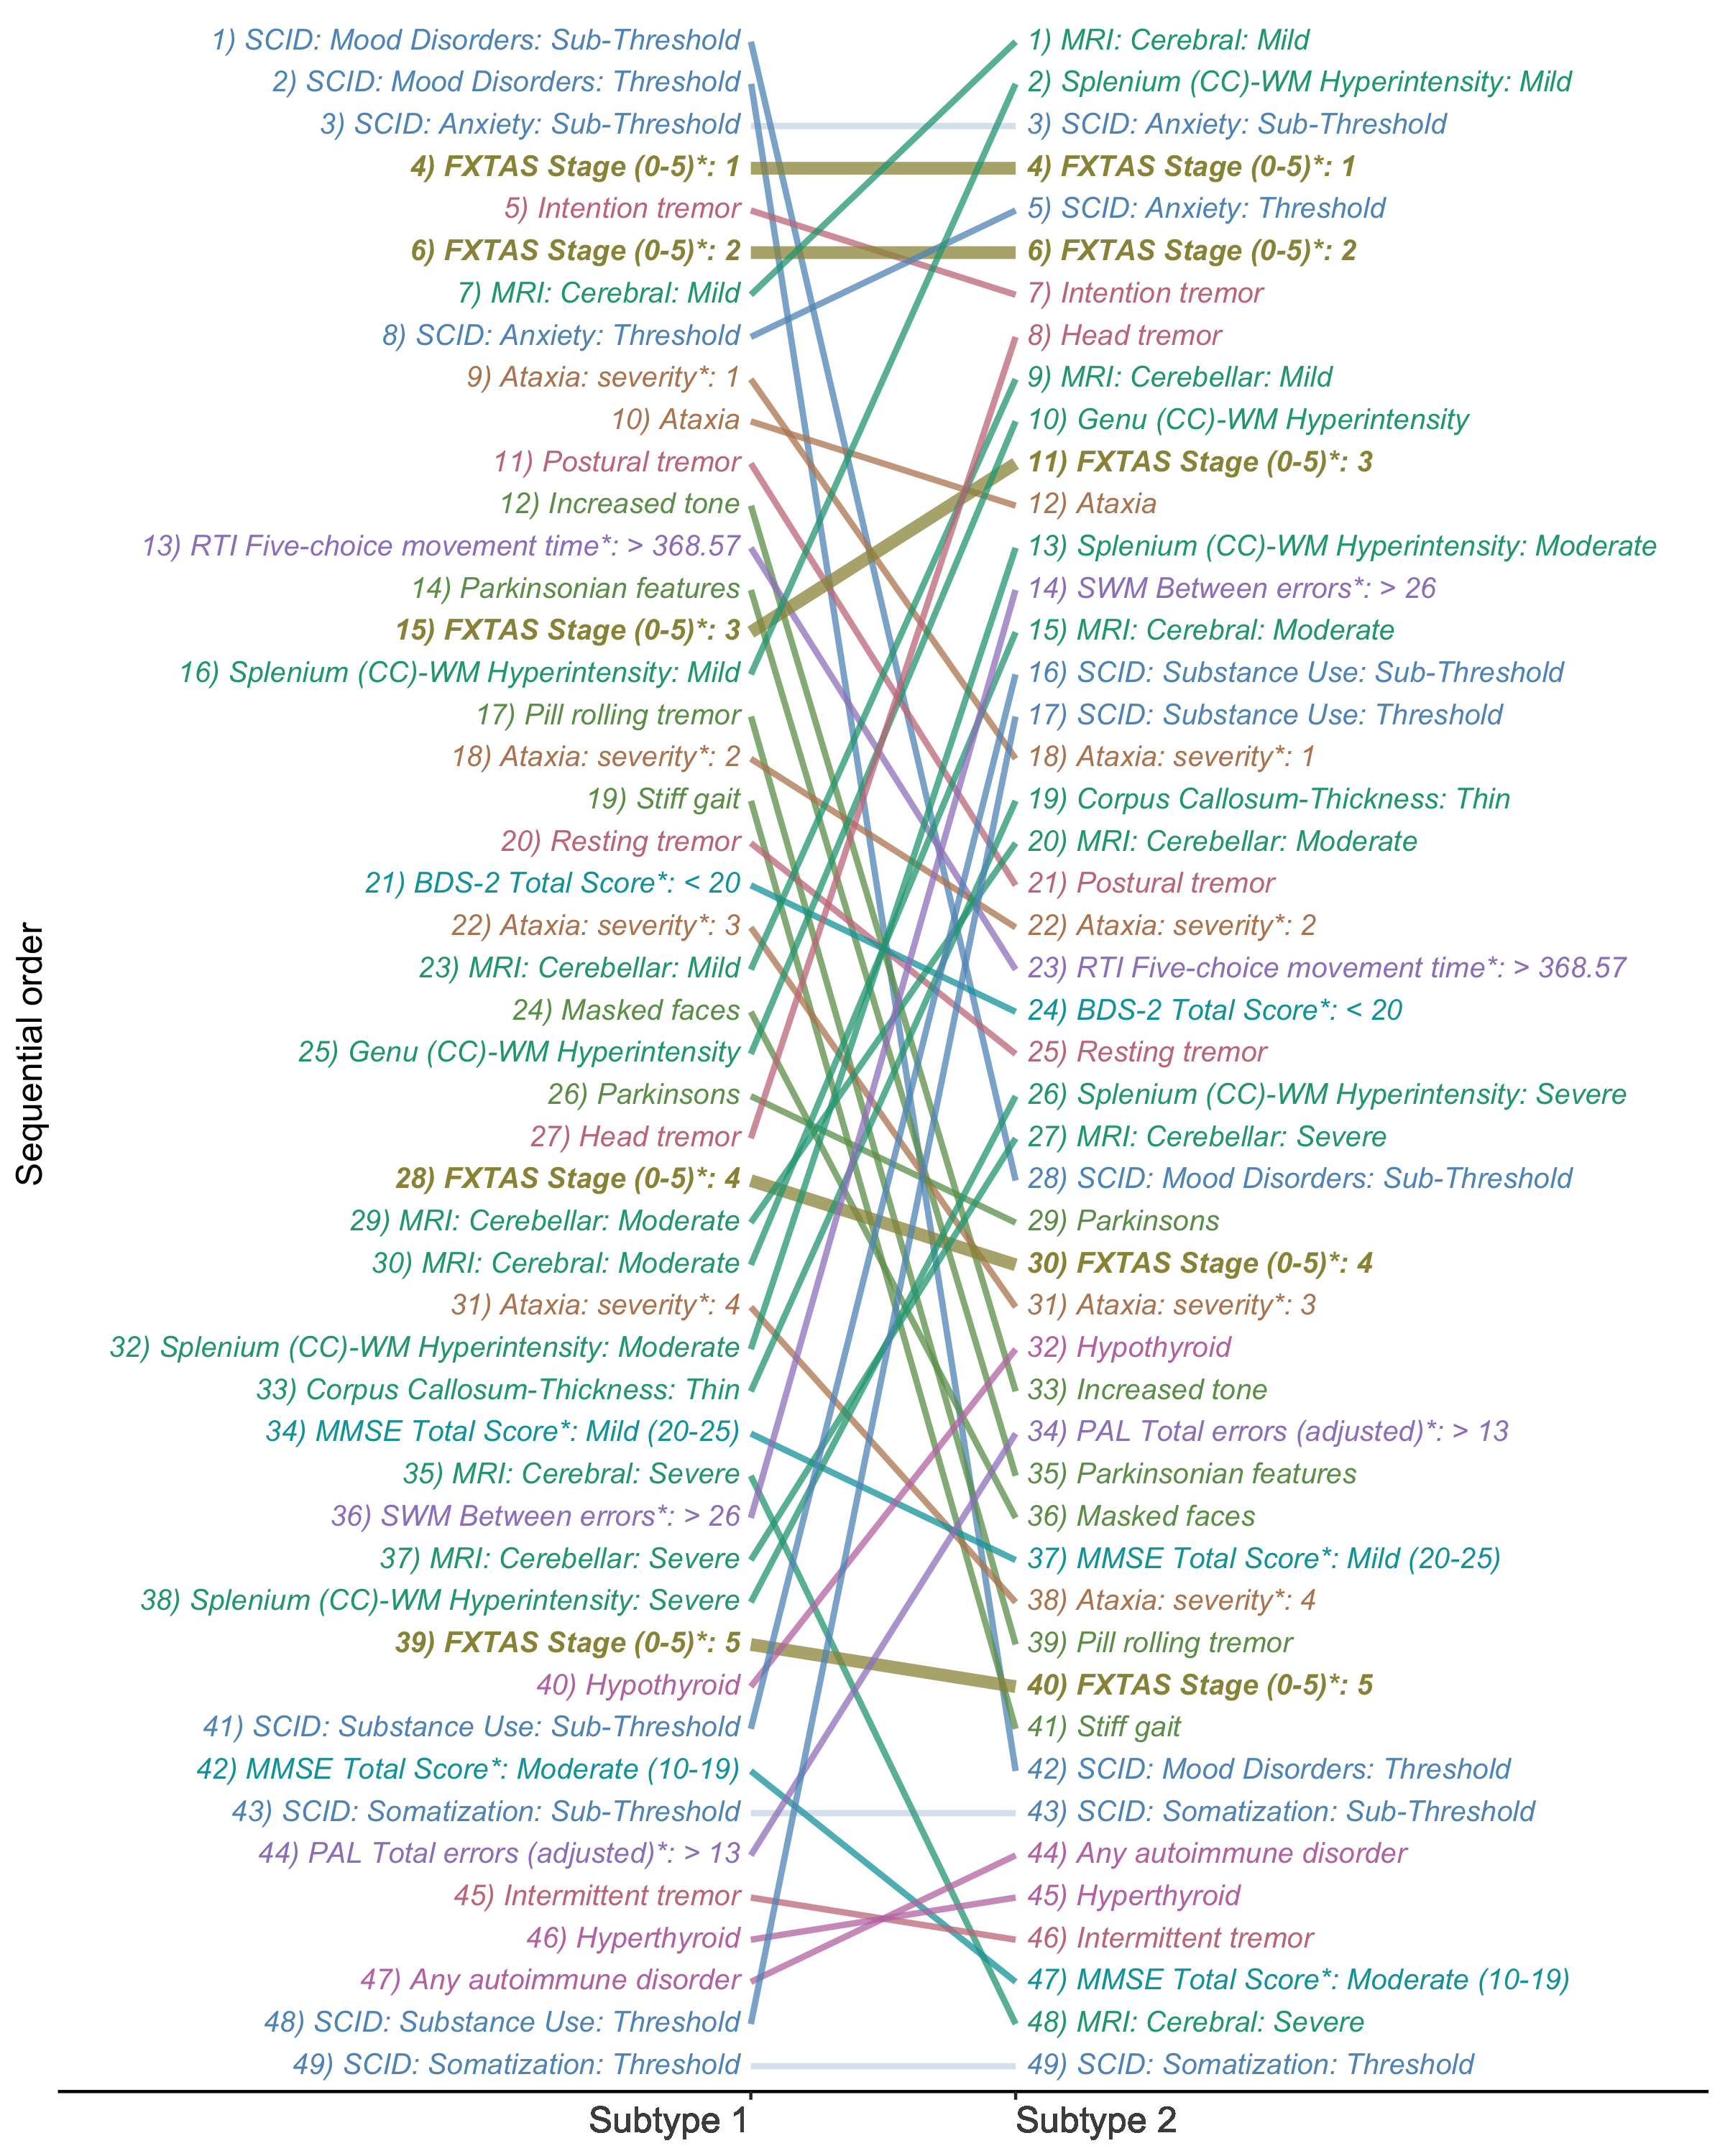 Sequential order
1) SCID: Mood Disorders: Sub-Threshold
2) SCID: Mood Disorders: Threshold
3) SCID: Anxiety: Sub-Threshold
4) FXTAS Stage (0-5)*: 1
5) Intention tremor
6) FXTAS Stage (0-5)*: 2
7) MRI: Cerebral: Mild
8) SCID: Anxiety: Threshold
9) Ataxia: severity*: 1
10) Ataxia
11) Postural tremor
12) Increased tone
13) RTI Five-choice movement time*: > 368.57
14) Parkinsonian features
15) FXTAS Stage (0-5)*: 3
16) Splenium (CC)-WM Hyperintensity: Mild
17) Pill rolling tremor
18) Ataxia: severity*: 2
19) Stiff gait
20) Resting tremor
21) BDS-2 Total Score*: < 20
22) Ataxia: severity*: 3
23) MRI: Cerebellar: Mild
24) Masked faces
25) Genu (CC)-WM Hyperintensity
26) Parkinsons
27) Head tremor
28) FXTAS Stage (0-5)*: 4
29) MRI: Cerebellar: Moderate
30) MRI: Cerebral: Moderate
31) Ataxia: severity*: 4
32) Splenium (CC)-WM Hyperintensity: Moderate
33) Corpus Callosum-Thickness: Thin
34) MMSE Total Score*: Mild (20-25)
35) MRI: Cerebral: Severe
36) SWM Between errors*: > 26
37) MRI: Cerebellar: Severe
38) Splenium (CC)-WM Hyperintensity: Severe
39) FXTAS Stage (0-5)*: 5
40) Hypothyroid
41) SCID: Substance Use: Sub-Threshold
42) MMSE Total Score*: Moderate (10-19)
43) SCID: Somatization: Sub-Threshold
44) PAL Total errors (adjusted)*: > 13
45) Intermittent tremor
46) Hyperthyroid
47) Any autoimmune disorder
48) SCID: Substance Use: Threshold
49) SCID: Somatization: Threshold
Subtype 1
1) MRI: Cerebral: Mild
2) Splenium (CC)-WM Hyperintensity: Mild
3) SCID: Anxiety: Sub-Threshold
4) FXTAS Stage (0-5)*: 1
5) SCID: Anxiety: Threshold
6) FXTAS Stage (0-5)*: 2
7) Intention tremor
8) Head tremor
9) MRI: Cerebellar: Mild
10) Genu (CC)-WM Hyperintensity
11) FXTAS Stage (0-5)*: 3
12) Ataxia
13) Splenium (CC)-WM Hyperintensity: Moderate
14) SWM Between errors*: > 26
15) MRI: Cerebral: Moderate
16) SCID: Substance Use: Sub-Threshold
17) SCID: Substance Use: Threshold
18) Ataxia: severity*: 1
19) Corpus Callosum-Thickness: Thin
20) MRI: Cerebellar: Moderate
21) Postural tremor
22) Ataxia: severity*: 2
23) RTI Five-choice movement time*: > 368.57
24) BDS-2 Total Score*: < 20
25) Resting tremor
26) Splenium (CC)-WM Hyperintensity: Severe
27) MRI: Cerebellar: Severe
28) SCID: Mood Disorders: Sub-Threshold
29) Parkinsons
30) FXTAS Stage (0-5)*: 4
31) Ataxia: severity*: 3
32) Hypothyroid
33) Increased tone
34) PAL Total errors (adjusted)*: > 13
35) Parkinsonian features
36) Masked faces
37) MMSE Total Score*: Mild (20-25)
38) Ataxia: severity*: 4
39) Pill rolling tremor
40) FXTAS Stage (0-5)*: 5
41) Stiff gait
42) SCID: Mood Disorders: Threshold
43) SCID: Somatization: Sub-Threshold
44) Any autoimmune disorder
45) Hyperthyroid
46) Intermittent tremor
47) MMSE Total Score*: Moderate (10-19)
48) MRI: Cerebral: Severe
49) SCID: Somatization: Threshold
Subtype 2